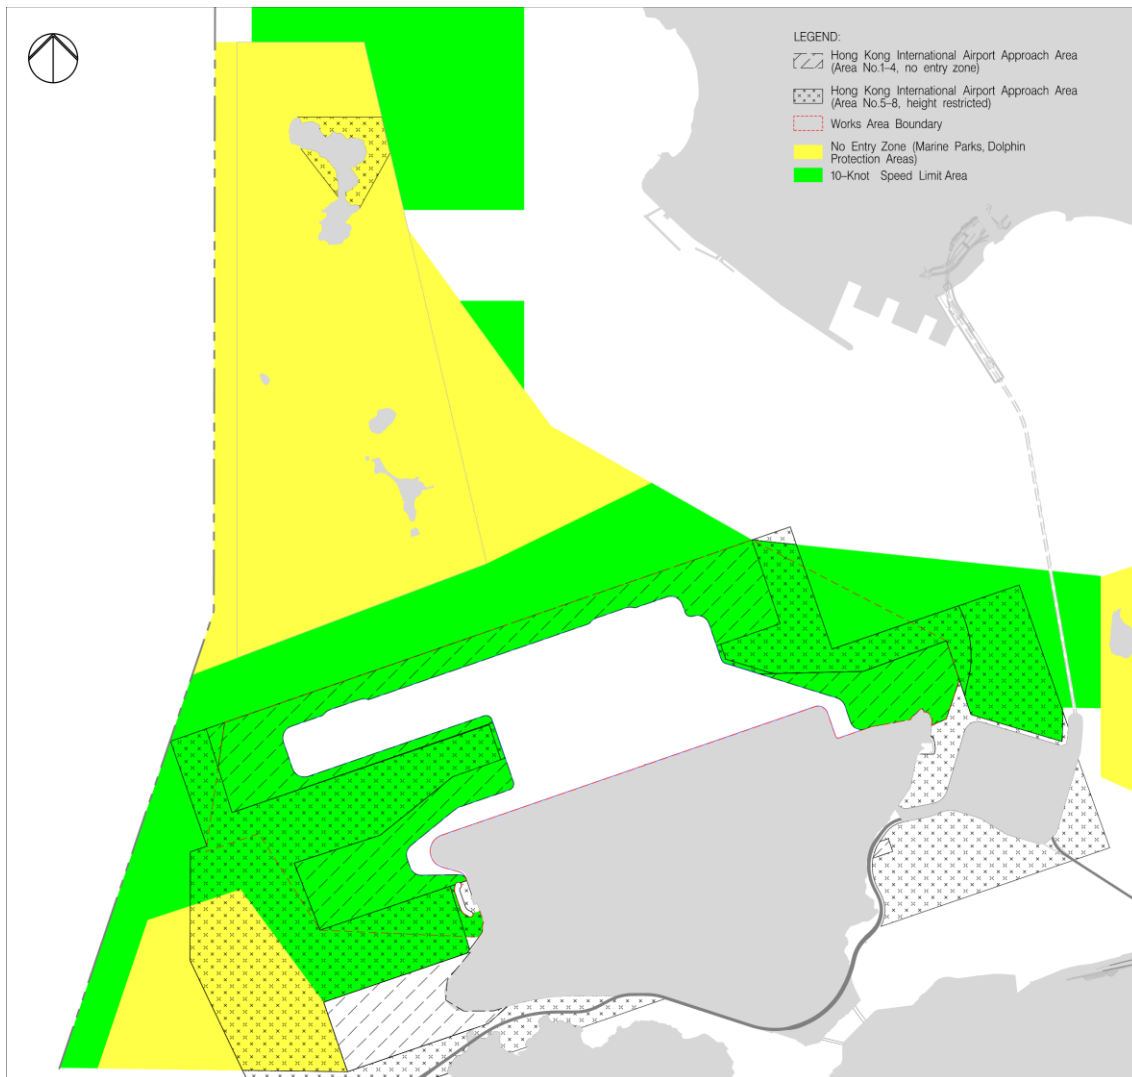 LEGEND:
Hong Kong International Airport Approach Area
(Area No.1–4, no entry zone)
Hong Kong International Airport Approach Area
(Area No.5–8, height restricted)
Works Area Boundary
No Entry Zone (Marine Parks, Dolphin
Protection Areas)
10–Knot Speed Limit Area